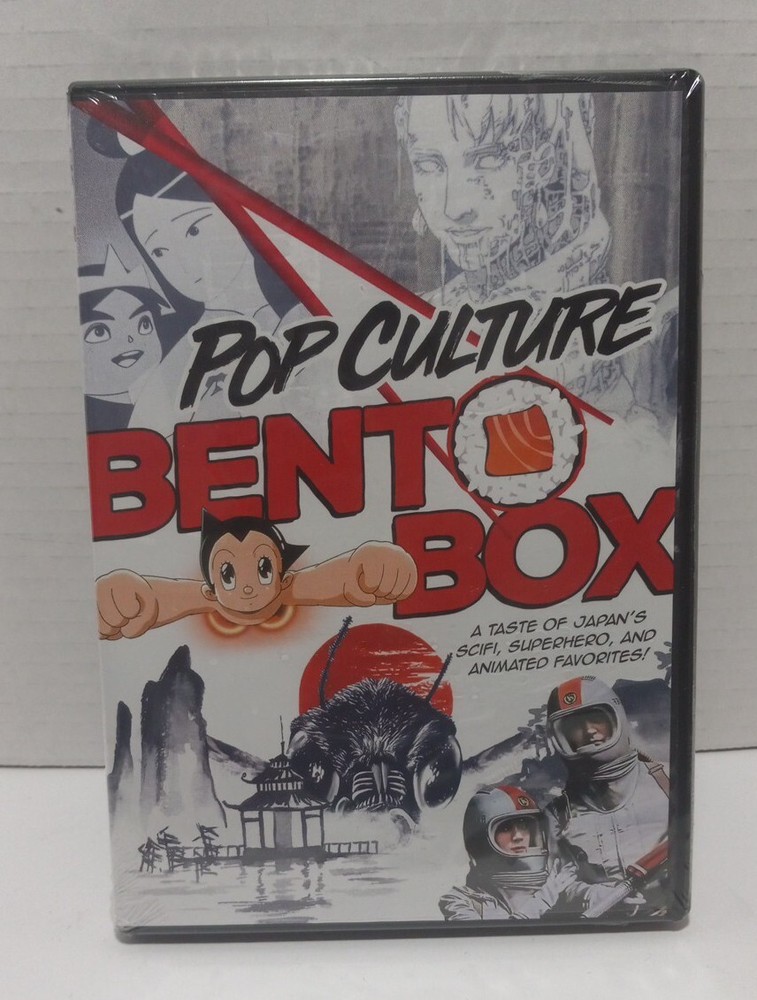 POP CULTURE
BENTO
BOX
A TASTE OF JAPAN'S
SCIFI, SUPERHERO, AND
ANIMATED FAVORITES!